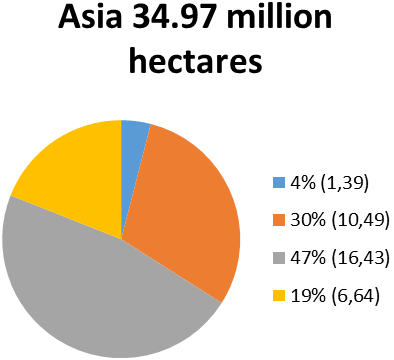 Asia 34.97 million
hectares
4% (1,39)
30% (10,49)
47% (16,43)
19% (6,64)